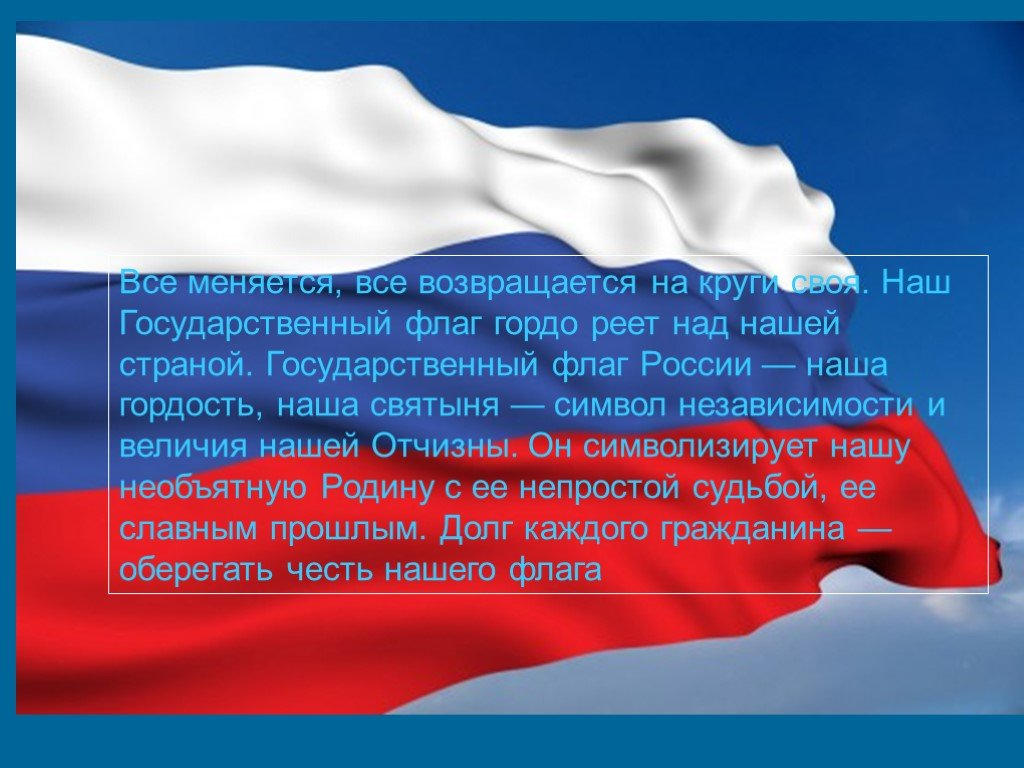 Все меняется, все возвращается на круги своя. Наш
Государственный флаг гордо реет над нашей
страной. Государственный флаг России — наша
гордость, наша святыня — символ независимости и
величия нашей Отчизны. Он символизирует нашу
необъятную Родину с ее непростой судьбой, ее
славным прошлым. Долг каждого гражданина —
оберегать честь нашего флага